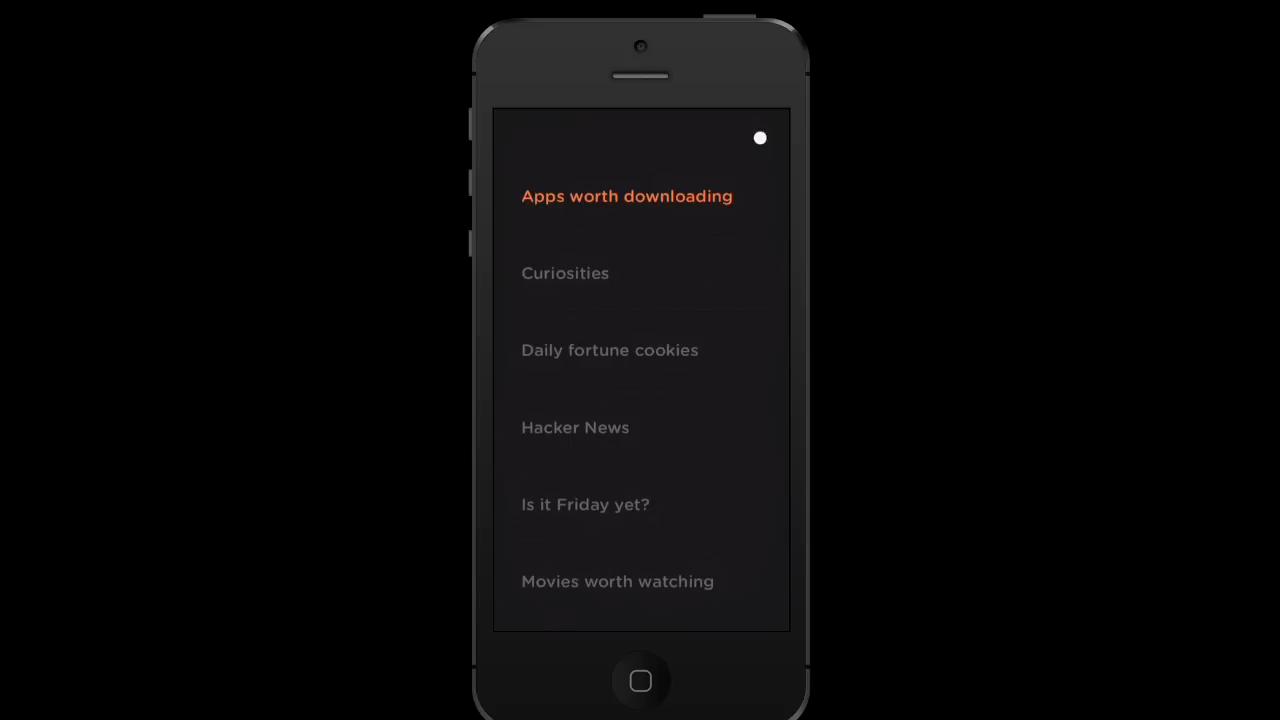 Apps worth downloading
Curiosities
Daily fortune cookies
Hacker News
Is it Friday yet?
Movies worth watching